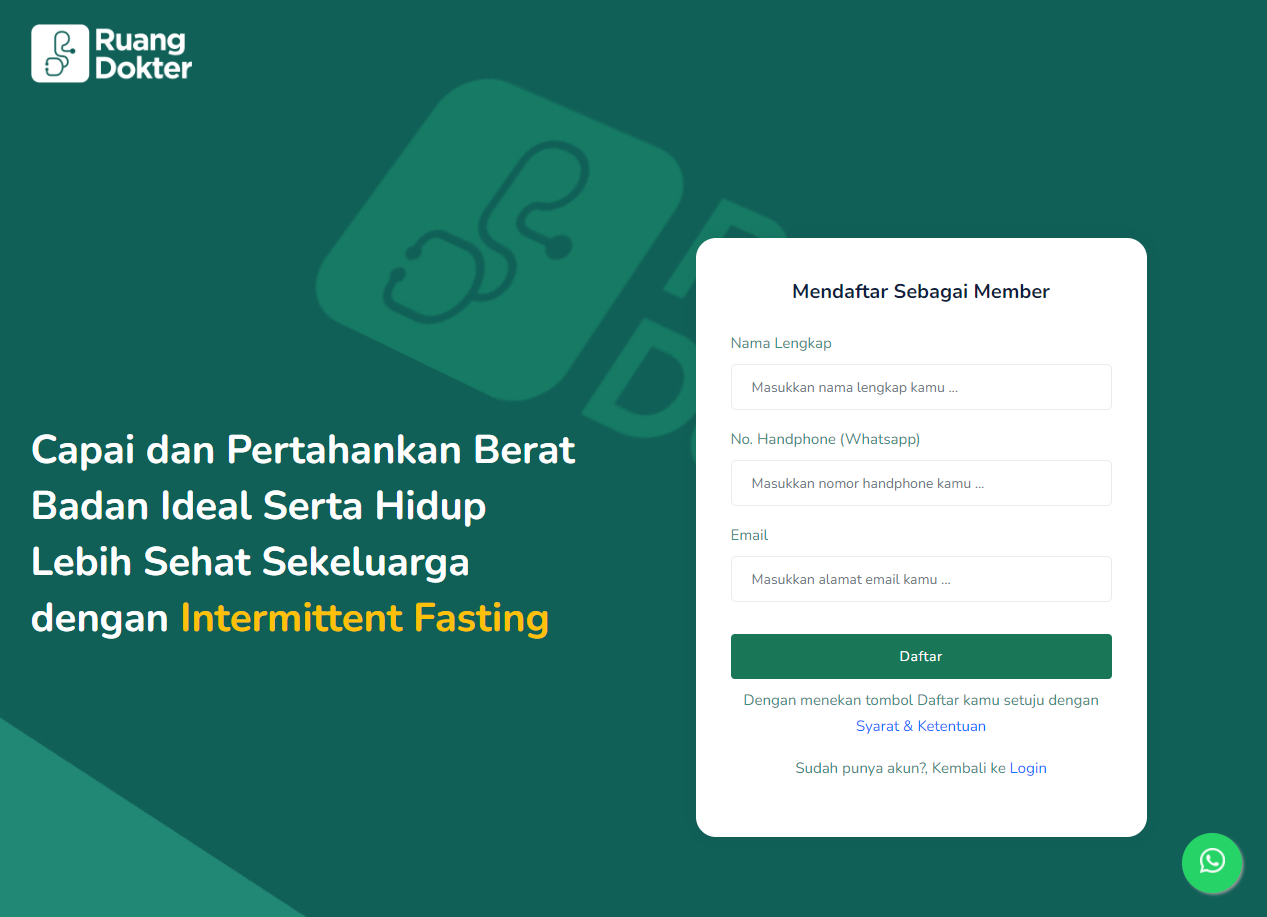 Ruang
Dokter
Capai dan Pertahankan Berat
Badan Ideal Serta Hidup
Lebih Sehat Sekeluarga
dengan Intermittent Fasting
Mendaftar Sebagai Member
Nama Lengkap
Masukkan nama lengkap kamu ...
No. Handphone (Whatsapp)
Masukkan nomor handphone kamu ...
Email
Masukkan alamat email kamu ...
Daftar
Dengan menekan tombol Daftar kamu setuju dengan
Syarat & Ketentuan
Sudah punya akun?, Kembali ke Login